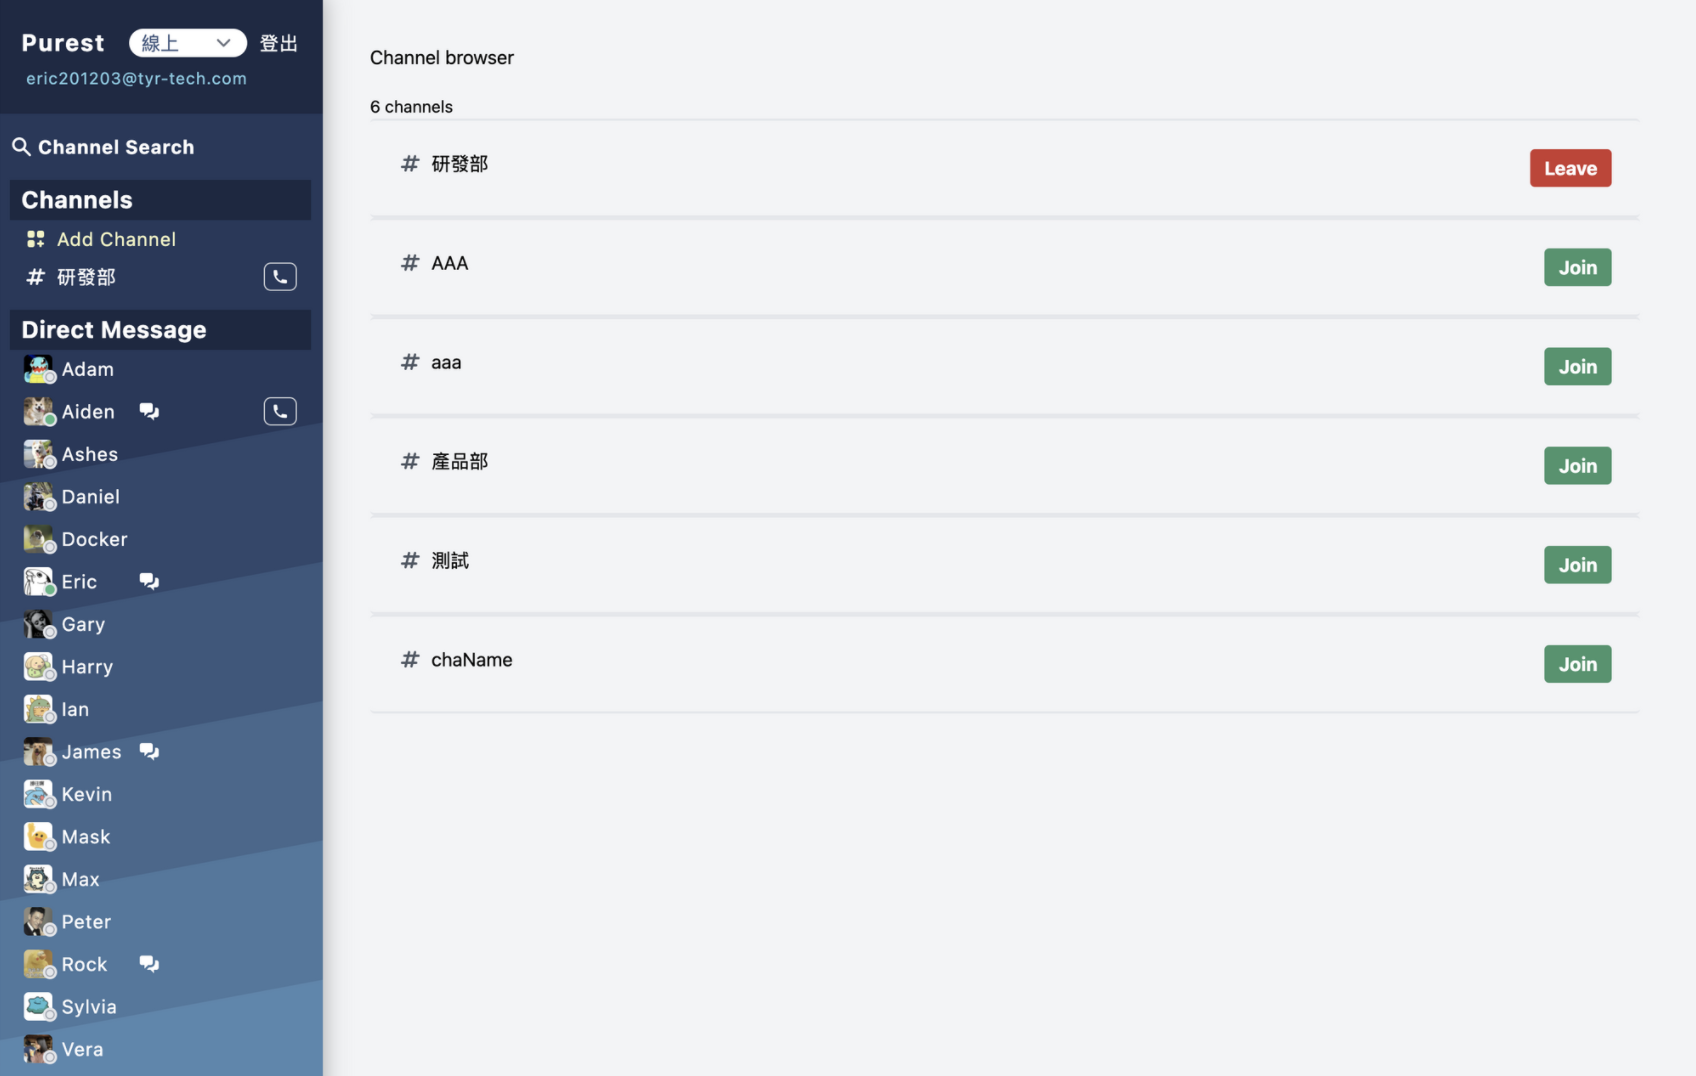 Purest 線上 登出
eric201203@tyr-tech.com
Channel Search
Channels
Add Channel
# 研發部
Direct Message
Adam
Aiden
Ashes
Daniel
Docker
Eric
Gary
Harry
Ian
James
Kevin
Mask
Max
Peter
Rock
Sylvia
Vera
Channel browser
6 channels
# 研發部 Leave
# AAA Join
# aaa Join
# 產品部 Join
# 測試 Join
# chaName Join